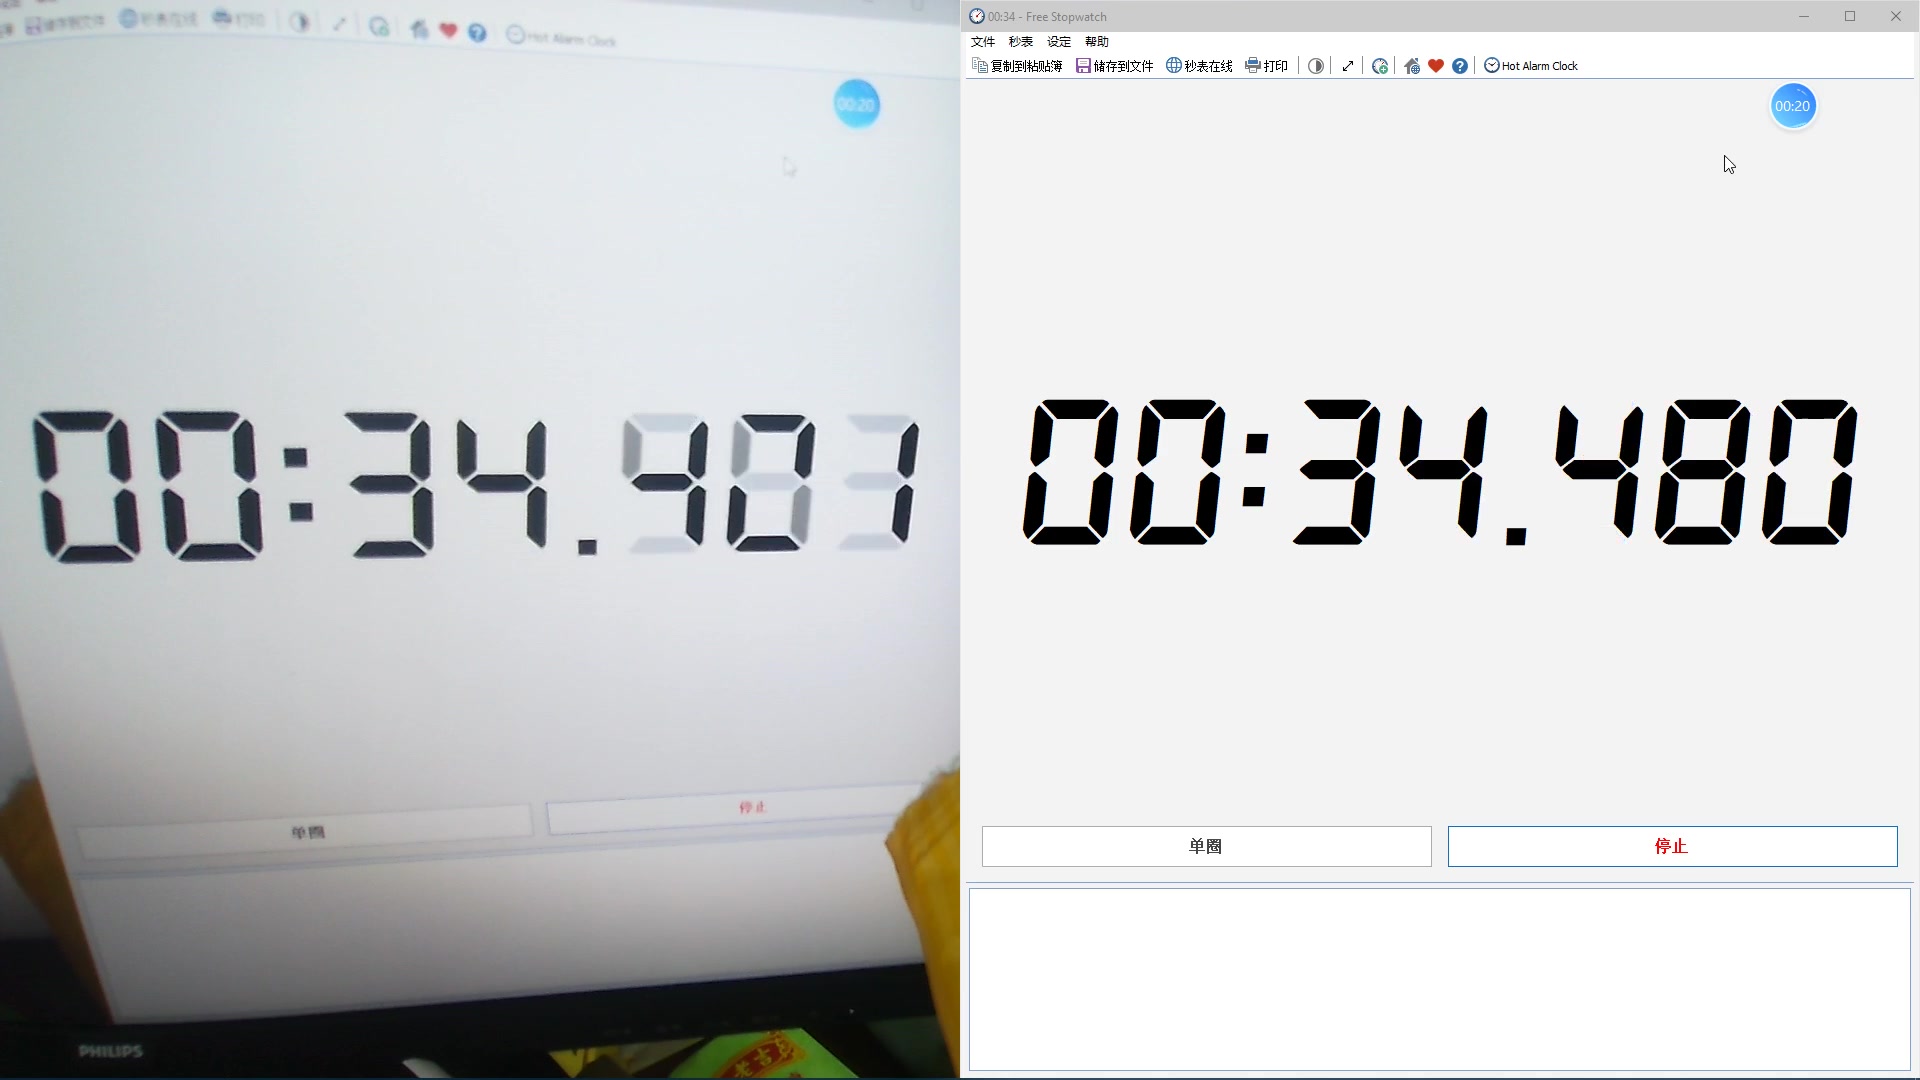 储存到文件 秒表在线 打印 Hot Alarm Clock
00:20
00:34.
单圈 停止
PHILIPS
00:34 - Free Stopwatch
文件 秒表 设定 帮助
复制到粘贴簿 储存到文件 秒表在线 打印 Hot Alarm Clock
00:20
00:34.480
单圈 停止